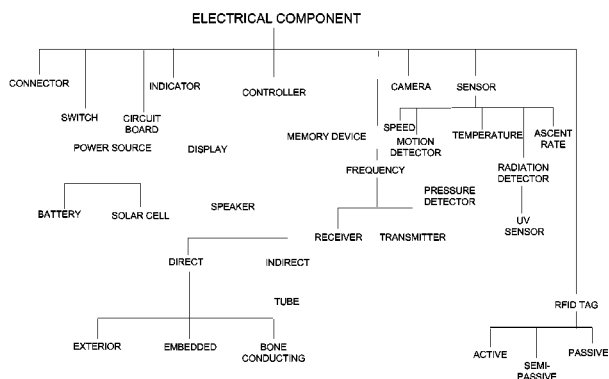 ELECTRICAL COMPONENT
CONNECTOR
INDICATOR
CONTROLLER
CAMERA
SENSOR
SWITCH
CIRCUIT
BOARD
POWER SOURCE
DISPLAY
MEMORY DEVICE
SPEED
MOTION
DETECTOR
TEMPERATURE
ASCENT
RATE
FREQUENCY
RADIATION
DETECTOR
PRESSURE
DETECTOR
BATTERY
SOLAR CELL
SPEAKER
UV
SENSOR
RECEIVER
TRANSMITTER
DIRECT
INDIRECT
TUBE
RFID TAG
EXTERIOR
EMBEDDED
BONE
CONDUCTING
ACTIVE
SEMI-
PASSIVE
PASSIVE